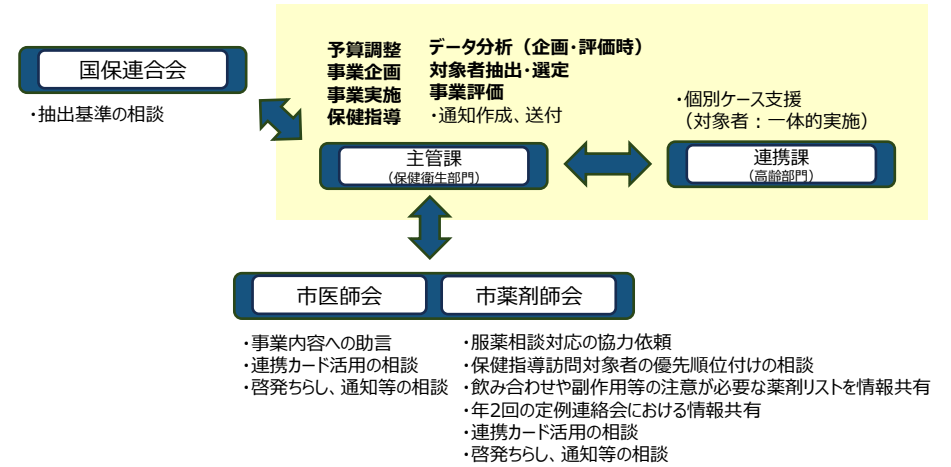 国保連合会
・抽出基準の相談
予算調整 データ分析（企画・評価時）
事業企画 対象者抽出・選定
事業実施 事業評価
保健指導 ・通知作成、送付
主管課
（保健衛生部門）
・個別ケース支援
（対象者：一体的実施）
連携課
（高齢部門）
市医師会
・事業内容への助言
・連携カード活用の相談
・啓発ちらし、通知等の相談
市薬剤師会
・服薬相談対応の協力依頼
・保健指導訪問対象者の優先順位付けの相談
・飲み合わせや副作用等の注意が必要な薬剤リストを情報共有
・年2回の定例連絡会における情報共有
・連携カード活用の相談
・啓発ちらし、通知等の相談